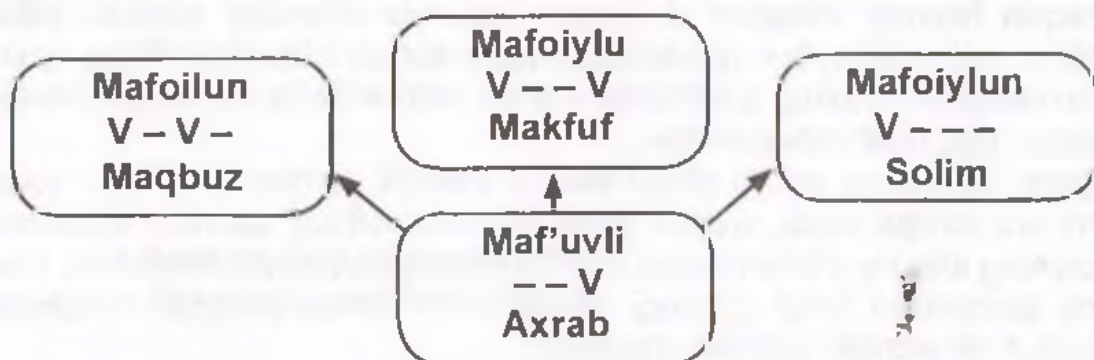 Mafoilun
V – V –
Maqbuz
Mafoiylu
V – – V
Makfuf
Mafoiylun
V – – –
Solim
Maf’uvli
– – V
Axrab